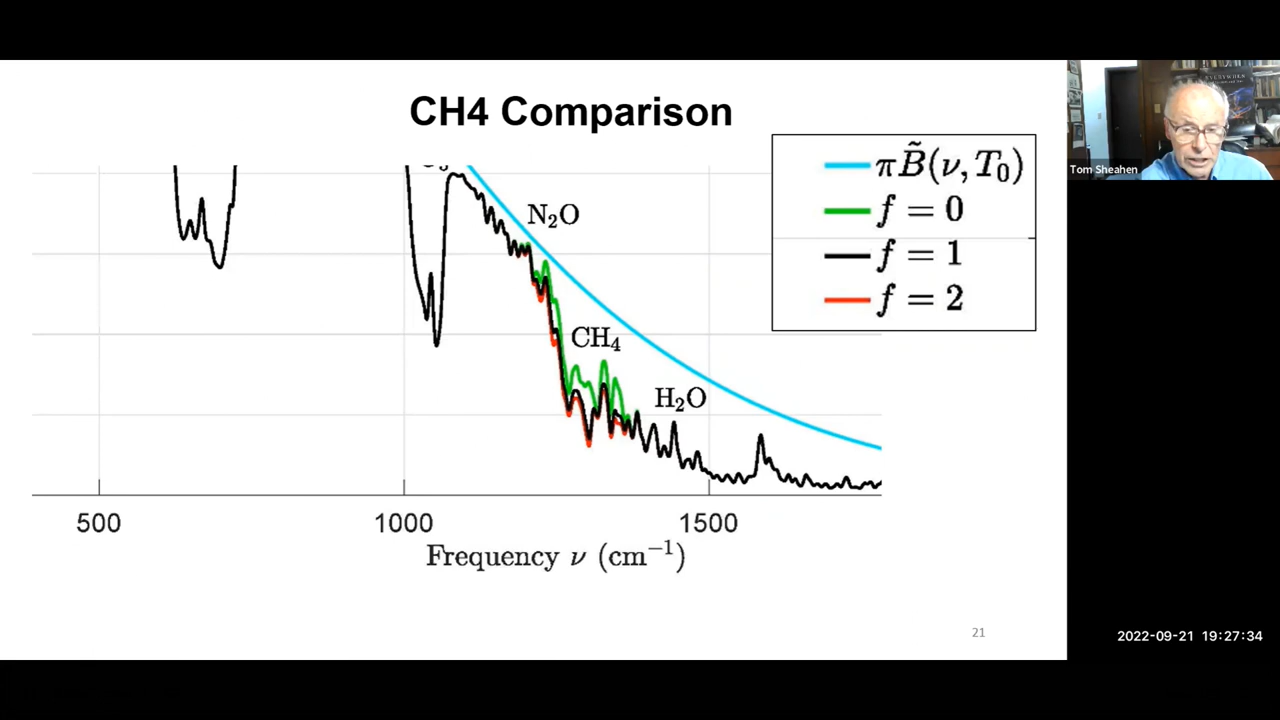 CH4 Comparison
πB̃(ν, T₀)
f = 0
f = 1
f = 2
N₂O
CH₄
H₂O
500
1000
1500
Frequency ν (cm⁻¹)
21
Tom Sheahen
2022-09-21 19:27:34